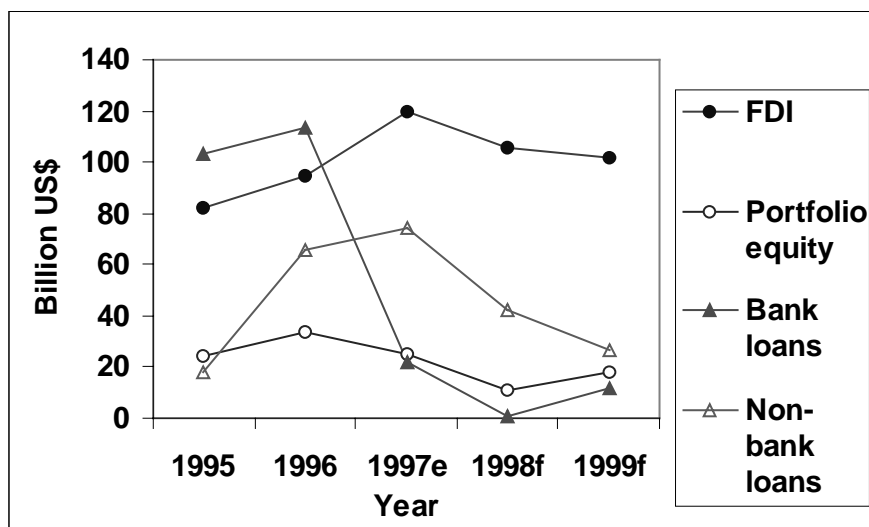 140
120
100
80
60
40
20
0
Billion US$
1995 1996 1997e 1998f 1999f
Year
FDI
Portfolio
equity
Bank
loans
Non-
bank
loans